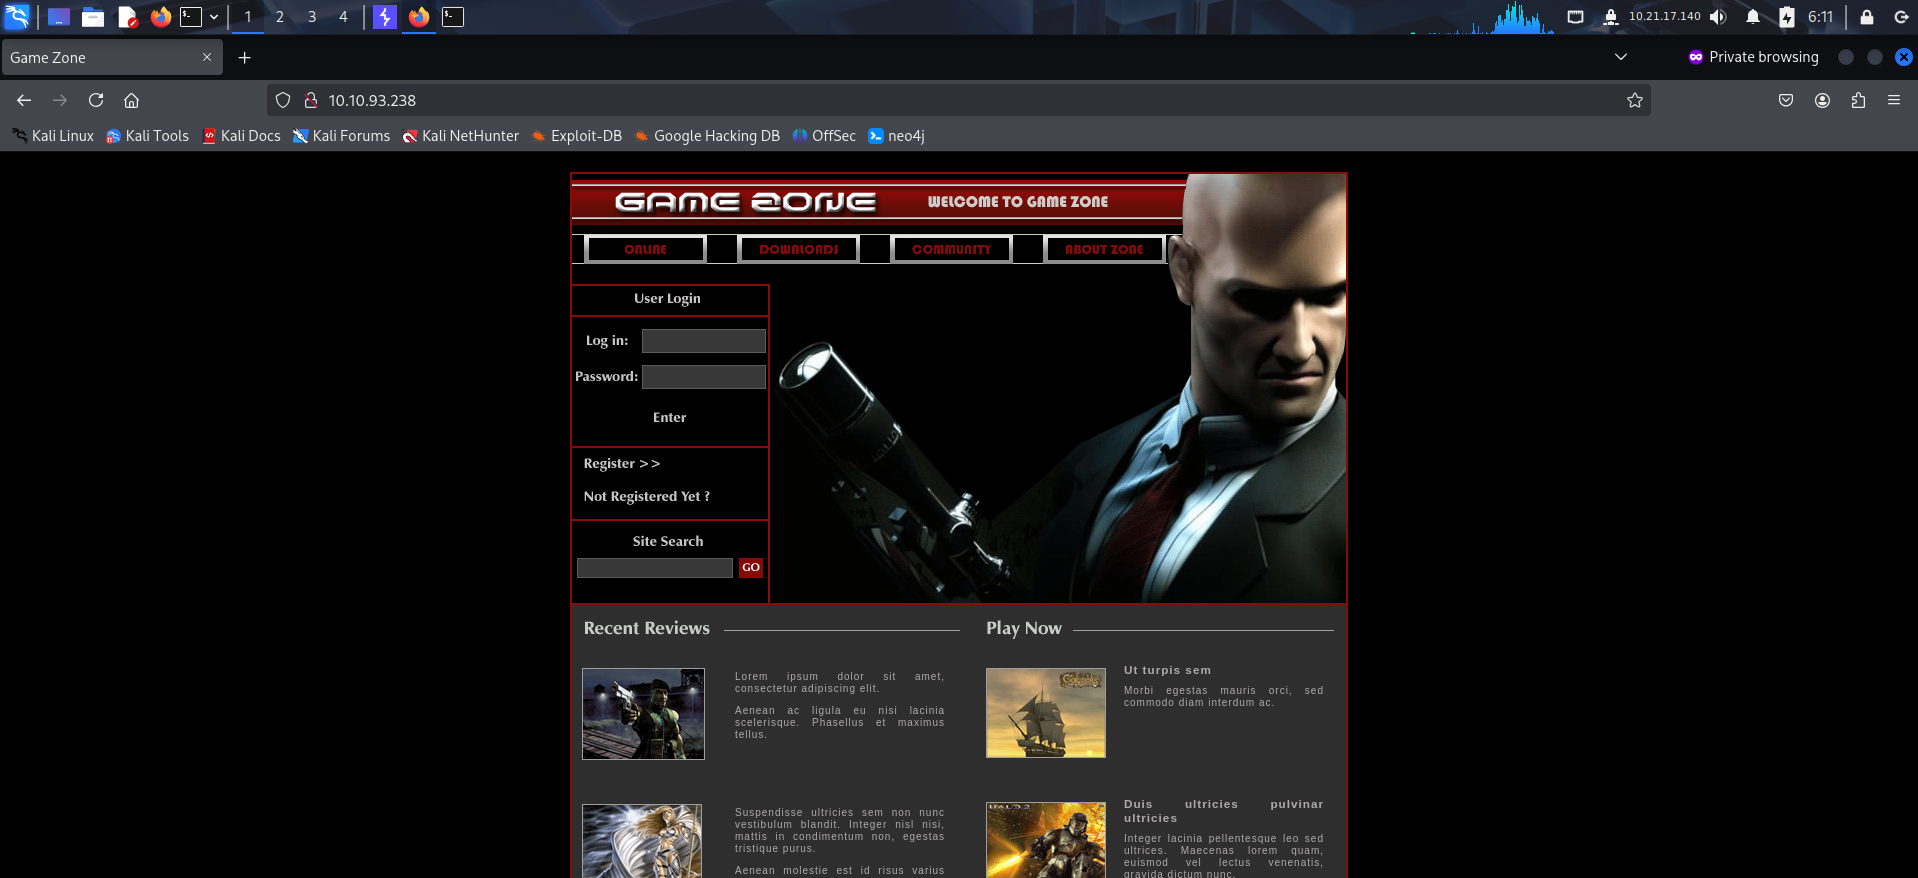 1 2 3 4
10.21.17.140
6:11
Game Zone
Private browsing
10.10.93.238
Kali Linux Kali Tools Kali Docs Kali Forums Kali NetHunter Exploit-DB Google Hacking DB OffSec neo4j
GAME ZONE
WELCOME TO GAME ZONE
ONLINE DOWNLOADS COMMUNITY ABOUT ZONE
User Login
Log in:
Password:
Enter
Register >>
Not Registered Yet ?
Site Search
GO
Recent Reviews
Lorem ipsum dolor sit amet,
consectetur adipiscing elit.
Aenean ac ligula eu nisi lacinia
scelerisque. Phasellus et maximus
tellus.
Suspendisse ultricies sem non nunc
vestibulum blandit. Integer nisl nisi,
mattis in condimentum non, egestas
tristique purus.
Aenean molestie est id risus varius
Play Now
Ut turpis sem
Morbi egestas mauris orci, sed
commodo diam interdum ac.
HALO 2
Duis ultricies pulvinar
ultricies
Integer lacinia pellentesque leo sed
ultrices. Maecenas lorem quam,
euismod vel lectus venenatis,
gravida dictum nunc.